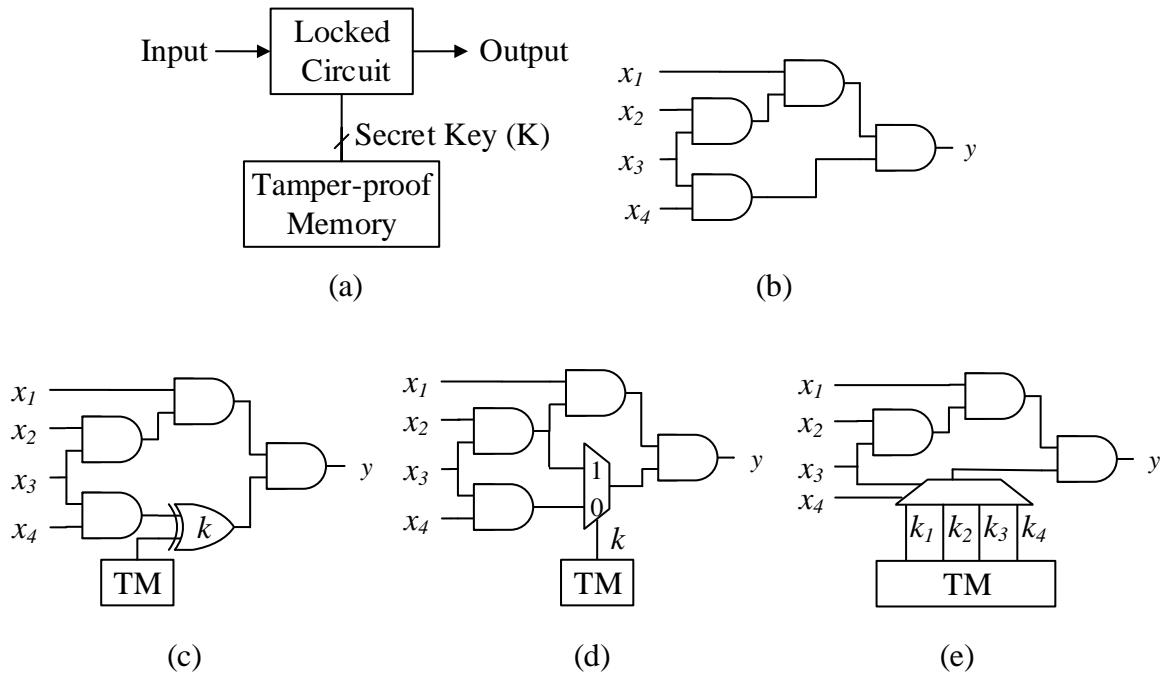 Input
Locked
Circuit
Output
Secret Key (K)
Tamper-proof
Memory
(a)
x1
x2
x3
x4
y
(b)
x1
x2
x3
x4
k
y
TM
(c)
x1
x2
x3
x4
1
0
y
k
TM
(d)
x1
x2
x3
x4
y
k1 k2 k3 k4
TM
(e)